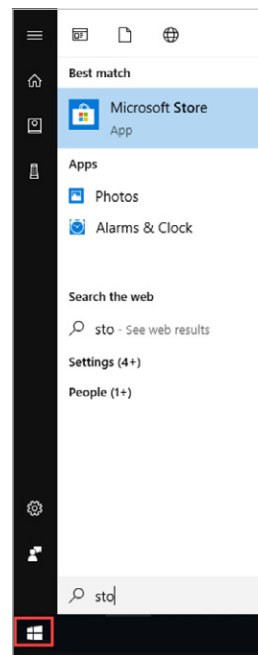 Best match
Microsoft Store
App
Apps
Photos
Alarms & Clock
Search the web
sto - See web results
Settings (4+)
People (1+)
sto